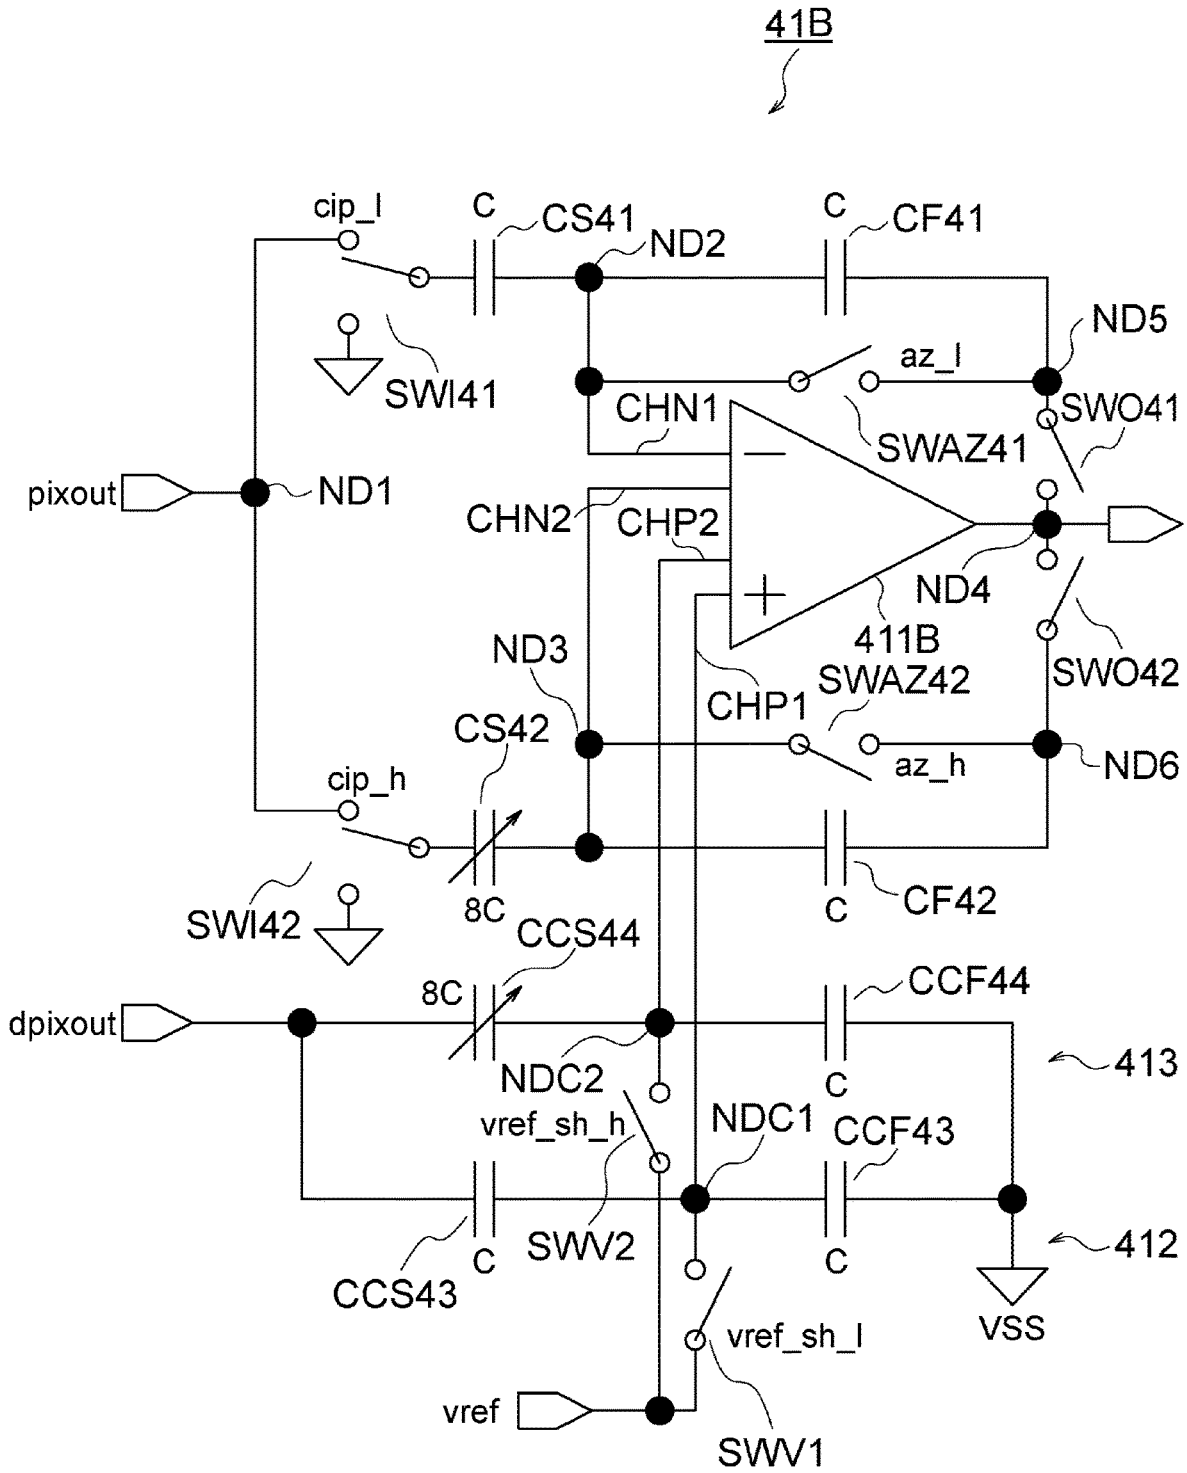 41B
cip_l
C
CS41
ND2
C
CF41
ND5
SWI41
CHN1
az_l
SWAZ41
SWO41
pixout
ND1
CHN2
CHP2
ND4
411B
ND3
SWAZ42
SWO42
CHP1
CS42
cip_h
az_h
ND6
8C
C
CF42
SWI42
CCS44
8C
CCF44
dpixout
NDC2
C
413
vref_sh_h
NDC1
CCF43
SWV2
C
C
412
CCS43
VSS
vref_sh_l
vref
SWV1